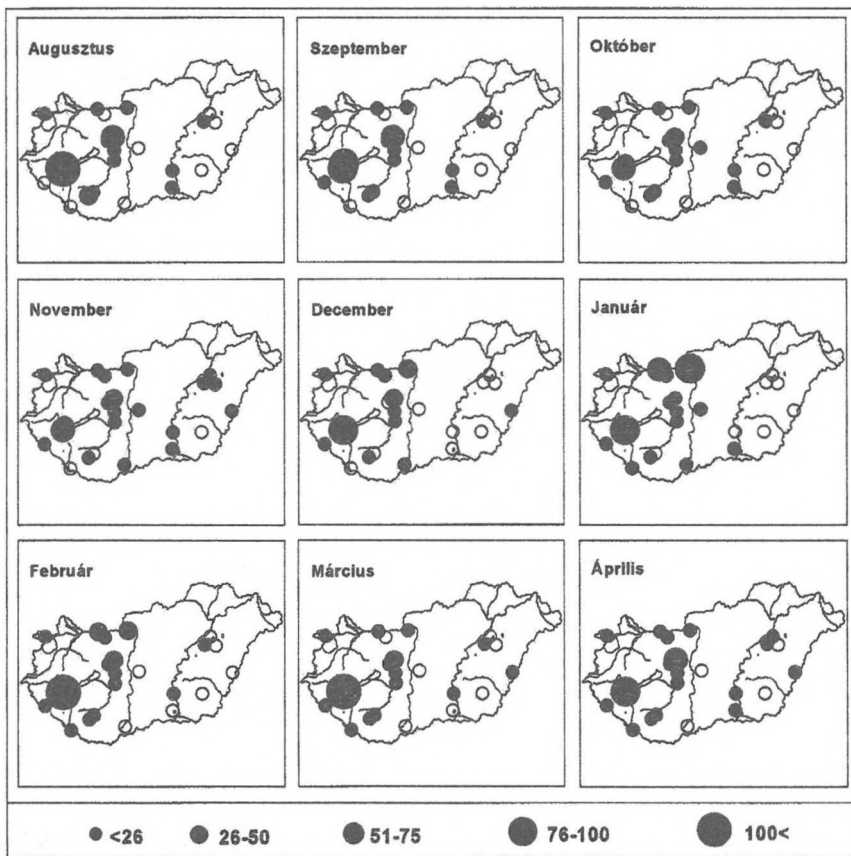 Augusztus
Szeptember
Október
November
December
Január
Február
Március
Április
<26
26-50
51-75
76-100
100<